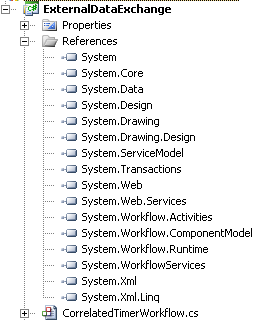 ExternalDataExchange
Properties
References
System
System.Core
System.Data
System.Design
System.Drawing
System.Drawing.Design
System.ServiceModel
System.Transactions
System.Web
System.Web.Services
System.Workflow.Activities
System.Workflow.ComponentModel
System.Workflow.Runtime
System.WorkflowServices
System.Xml
System.Xml.Linq
CorrelatedTimerWorkflow.cs